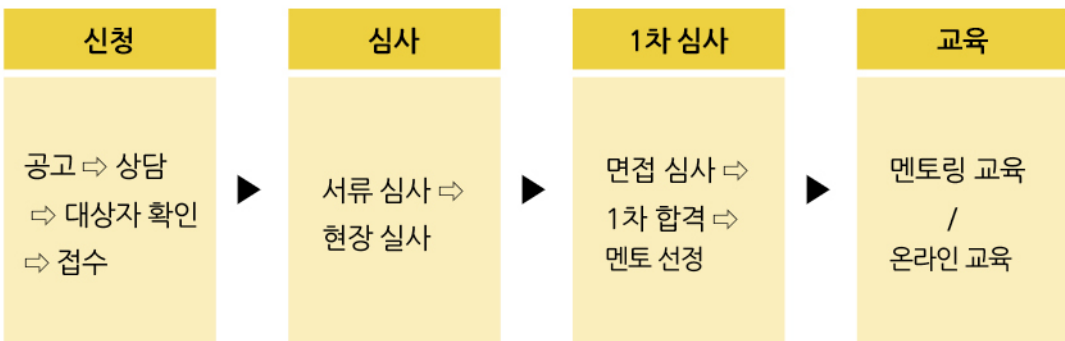 신청
공고 ⇨ 상담
⇨ 대상자 확인
⇨ 접수
심사
서류 심사 ⇨
현장 실사
1차 심사
면접 심사 ⇨
1차 합격 ⇨
멘토 선정
교육
멘토링 교육
/
온라인 교육